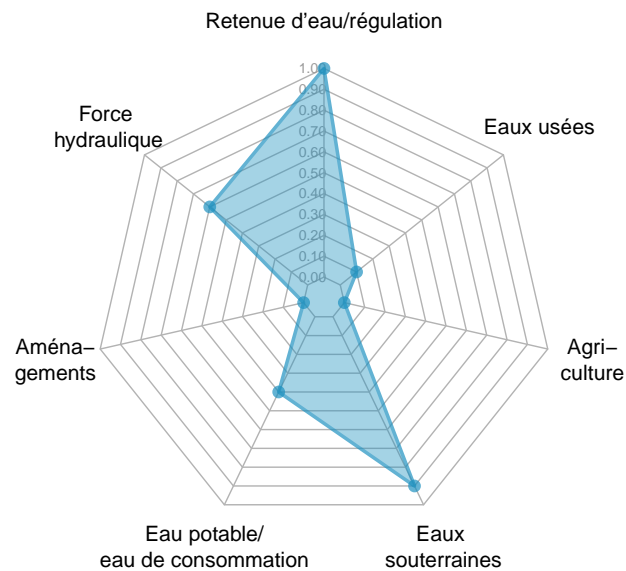 Retenue d'eau/régulation
1.00
0.90
0.80
0.70
0.60
0.50
0.40
0.30
0.20
0.10
0.00
Force
hydraulique
Eaux usées
Aména–
gements
Agri–
culture
Eau potable/
eau de consommation
Eaux
souterraines